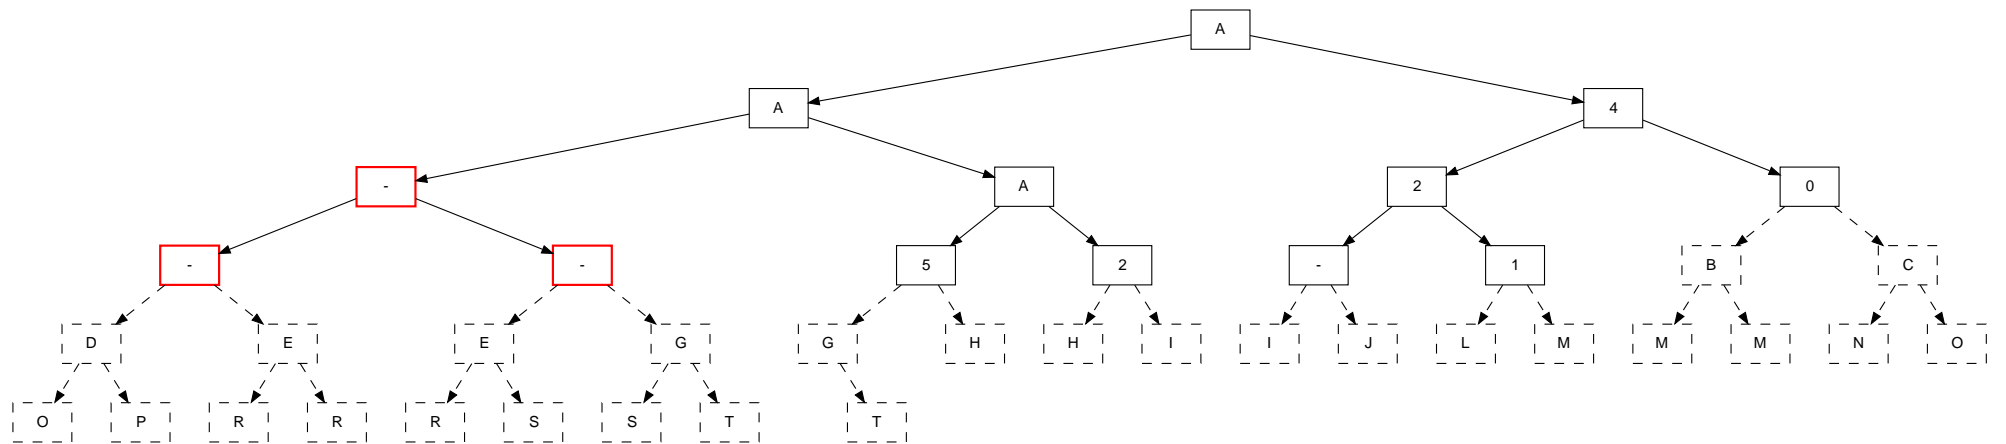 A
A 4
- A 2 0
- - 5 2 - 1 B C
D E E G G H H I I J L M M M N O
O P R R R S S T T